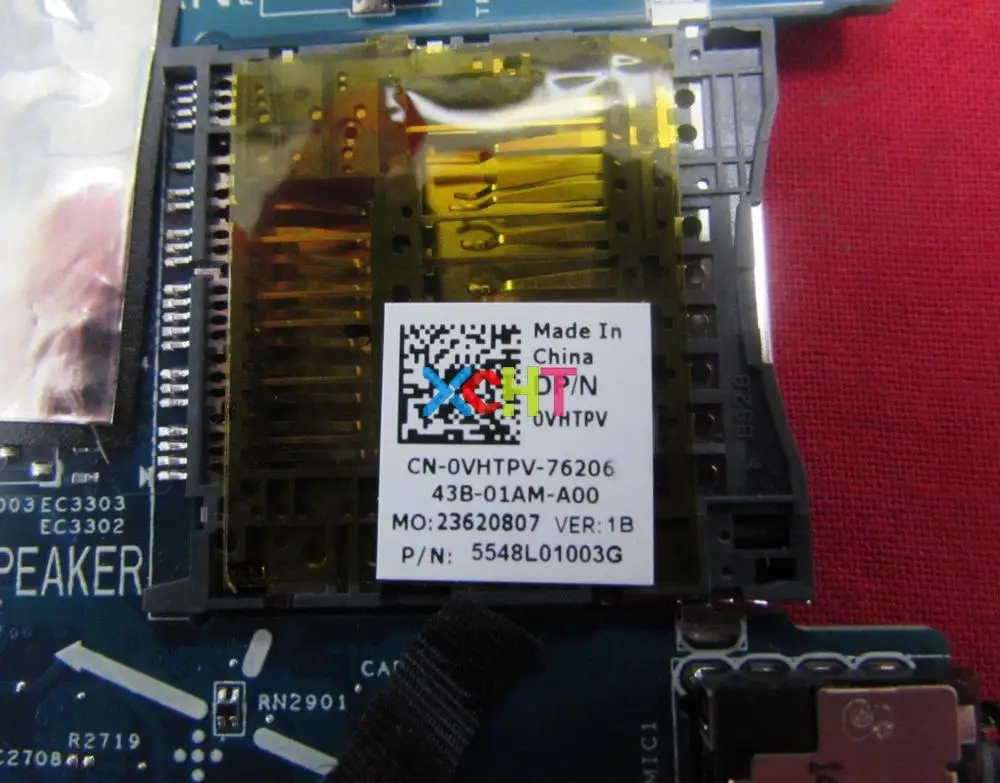 Made In
China
DP/N
0VHTPV
XCHT
CN-0VHTPV-76206
43B-01AM-A00
MO:23620807 VER:1B
P/N: 5548L01003G
B928
EC3303
EC3302
PEAKER
RN2901
R2719
C2708
MIC1